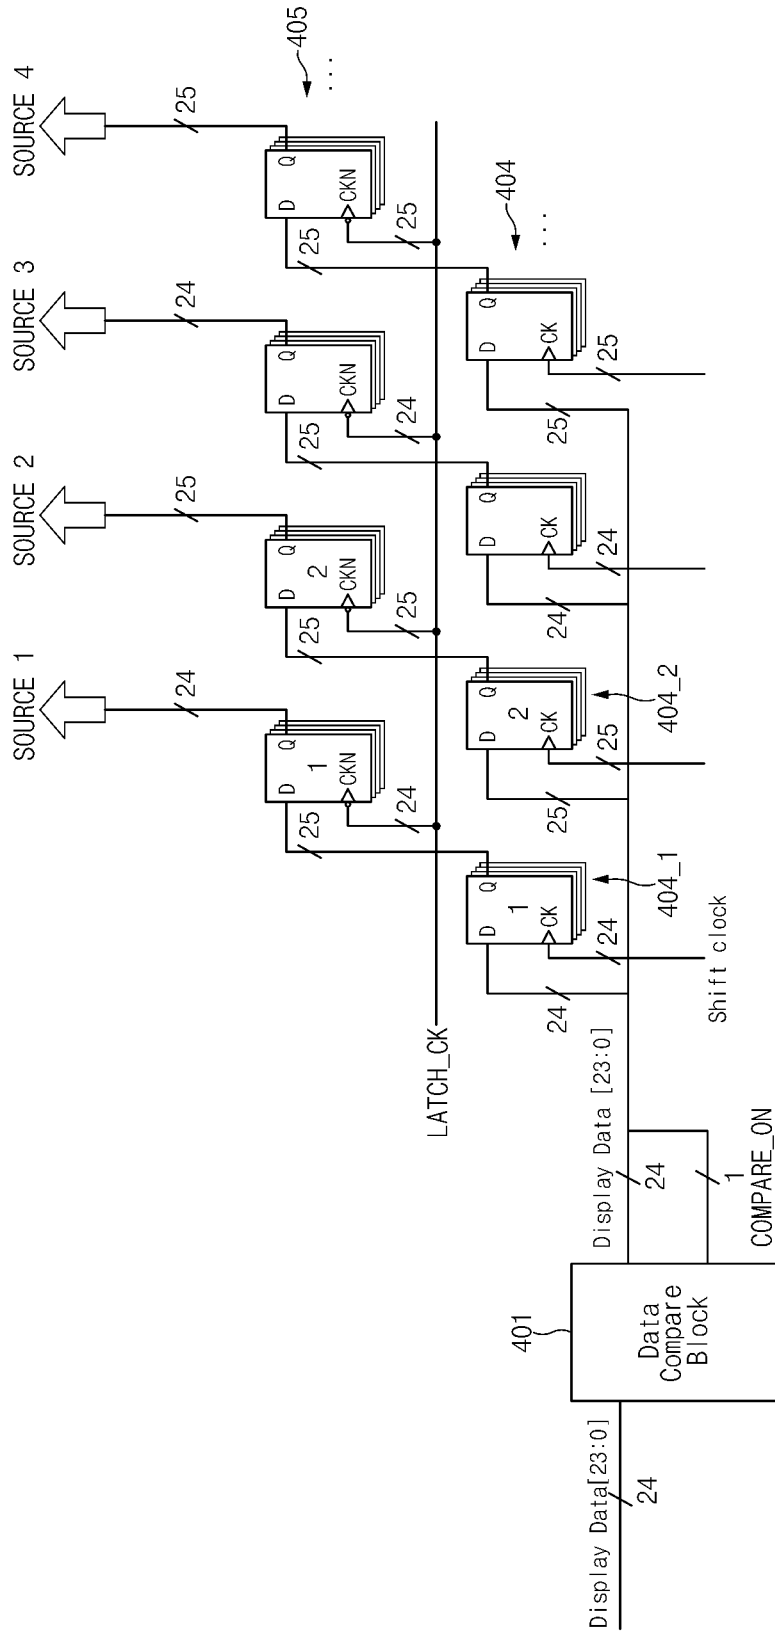 SOURCE 1
SOURCE 2
SOURCE 3
SOURCE 4
24
25
24
25
405
...
D
Q
1
CKN
D
Q
2
CKN
D
Q
CKN
D
Q
CKN
25
24
25
25
25
24
25
25
LATCH_CK
404
...
D
Q
1
CK
D
Q
2
CK
D
Q
CK
D
Q
CK
24
24
25
25
24
24
25
25
404_1
404_2
Shift clock
Display Data[23:0]
24
401
Data
Compare
Block
Display Data [23:0]
24
1
COMPARE_ON